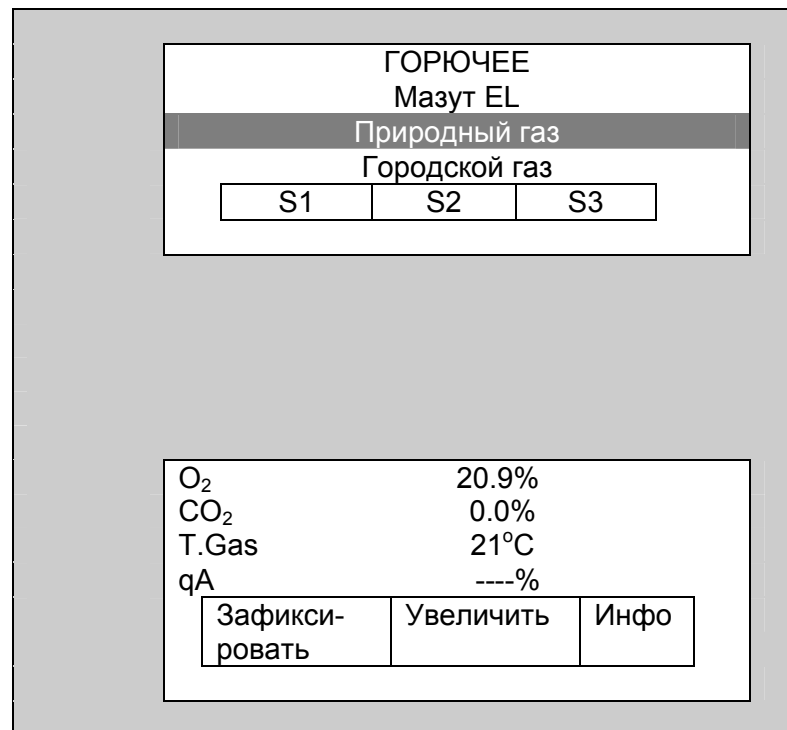 ГОРЮЧЕЕ
Мазут EL
Природный газ
Городской газ
S1 S2 S3
O₂ 20.9%
CO₂ 0.0%
T.Gas 21°C
qA ----%
Зафикси- Увеличить Инфо
ровать